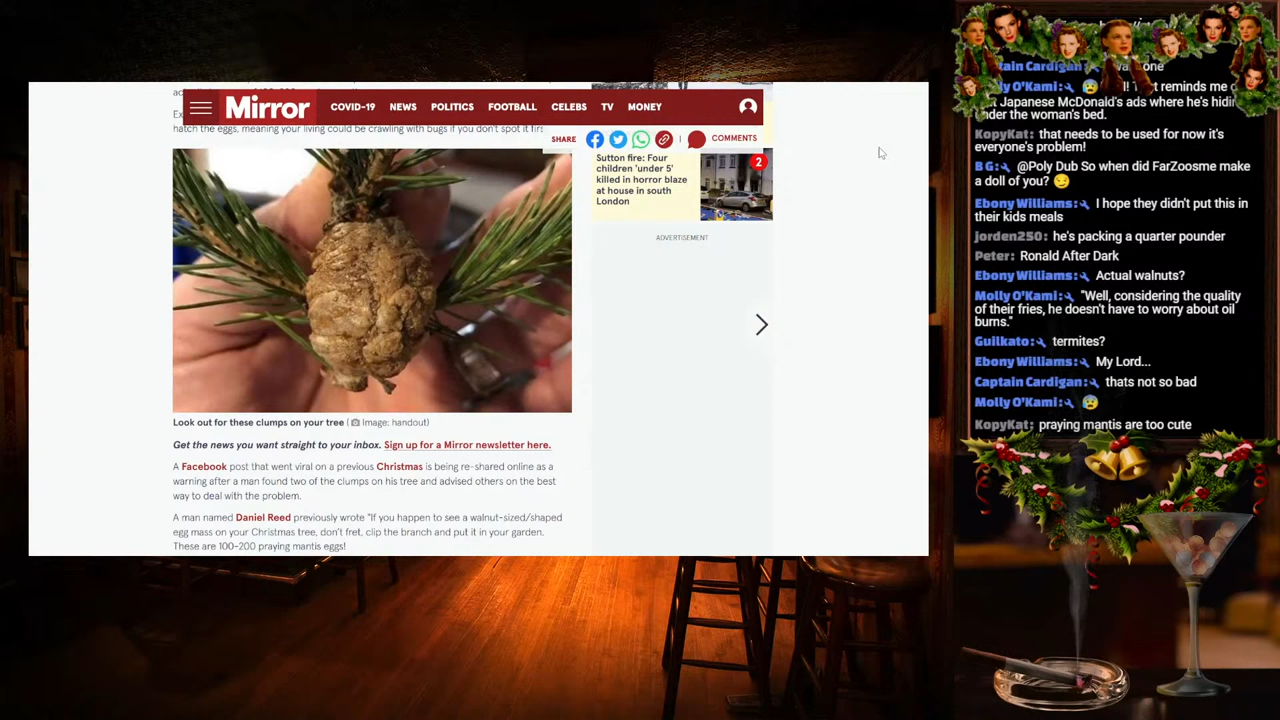 Mirror
COVID-19 NEWS POLITICS FOOTBALL CELEBS TV MONEY
hatch the eggs, meaning your living could be crawling with bugs if you don't spot it
SHARE
COMMENTS
Sutton fire: Four
children 'under 5'
killed in horror blaze
at house in south
London
2
ADVERTISEMENT
Look out for these clumps on your tree (Image: handout)
Get the news you want straight to your inbox. Sign up for a Mirror newsletter here.
A Facebook post that went viral on a previous Christmas is being re-shared online as a
warning after a man found two of the clumps on his tree and advised others on the best
way to deal with the problem.
A man named Daniel Reed previously wrote "If you happen to see a walnut-sized/shaped
egg mass on your Christmas tree, don't fret, clip the branch and put it in your garden.
These are 100-200 praying mantis eggs!
Cardigan:
O'Kami: reminds me
Japanese McDonald's ads where he's
under the woman's bed.
KopyKat: that needs to be used for now it's
everyone's problem!
B G: @Poly Dub So when did FarZoosme make
a doll of you? 😏
Ebony Williams: I hope they didn't put this in
their kids meals
jorden250: he's packing a quarter pounder
Peter: Ronald After Dark
Ebony Williams: Actual walnuts?
Molly O'Kami: "Well, considering the quality
of their fries, he doesn't have to worry about oil
burns."
Guilkato: termites?
Ebony Williams: My Lord...
Captain Cardigan: thats not so bad
Molly O'Kami: 😰
KopyKat: praying mantis are too cute